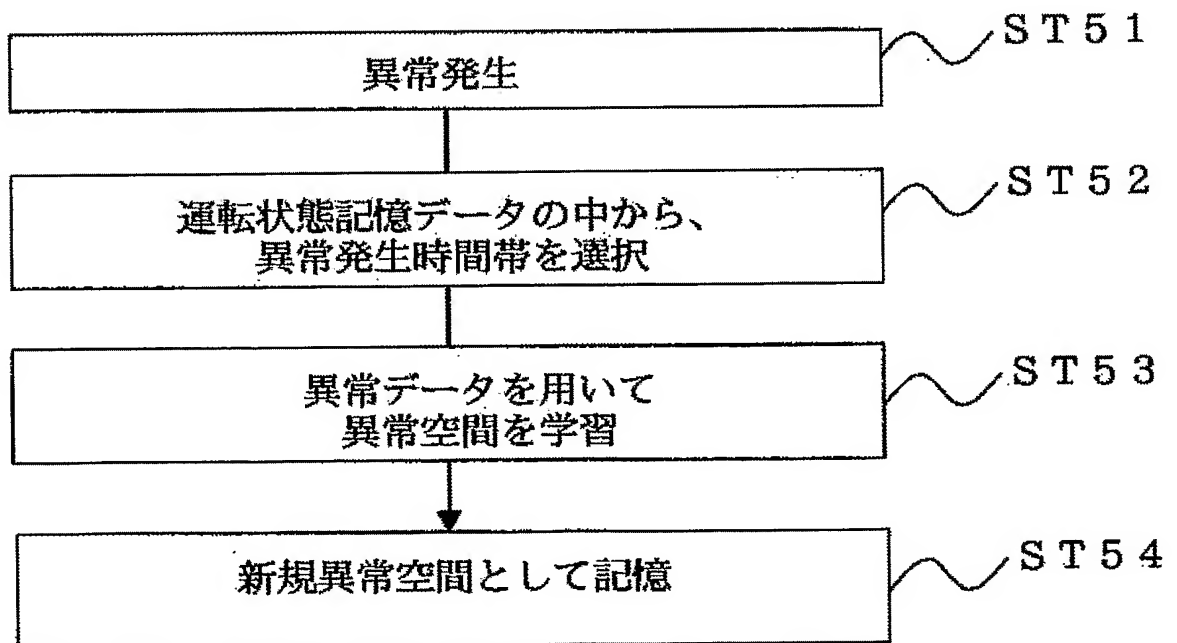 異常発生
ST51
運転状態記憶データの中から、
異常発生時間帯を選択
ST52
異常データを用いて
異常空間を学習
ST53
新規異常空間として記憶
ST54